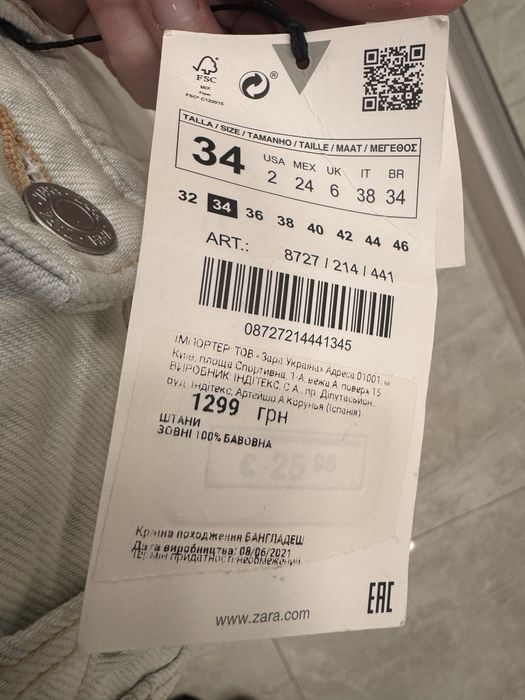 FSC
MIX
Paper
FSC® C120015
TALLA / SIZE / TAMANHO / TAILLE / MAAT / ΜΕΓΕΘΟΣ
34
USA MEX UK IT BR
2 24 6 38 34
32 34 36 38 40 42 44 46
ART.: 8727 / 214 / 441
08727214441345
ІМПОРТЕР ТОВ «Зара Україна» Адреса 01001, м
Київ, площа Спортивна, 1-А, вежа А, поверх 15
ВИРОБНИК ІНДІТЕКС, С.А., пр. Діпутасьйон,
буд. Індітекс, Артейшо А Корунья (Іспанія)
1299 грн
ШТАНИ
ЗОВНІ 100% БАВОВНА
€ 25.95
Країна походження БАНГЛАДЕШ
Дата виробництва: 08/06/2021
Термін придатності-необмежений
www.zara.com
EAC